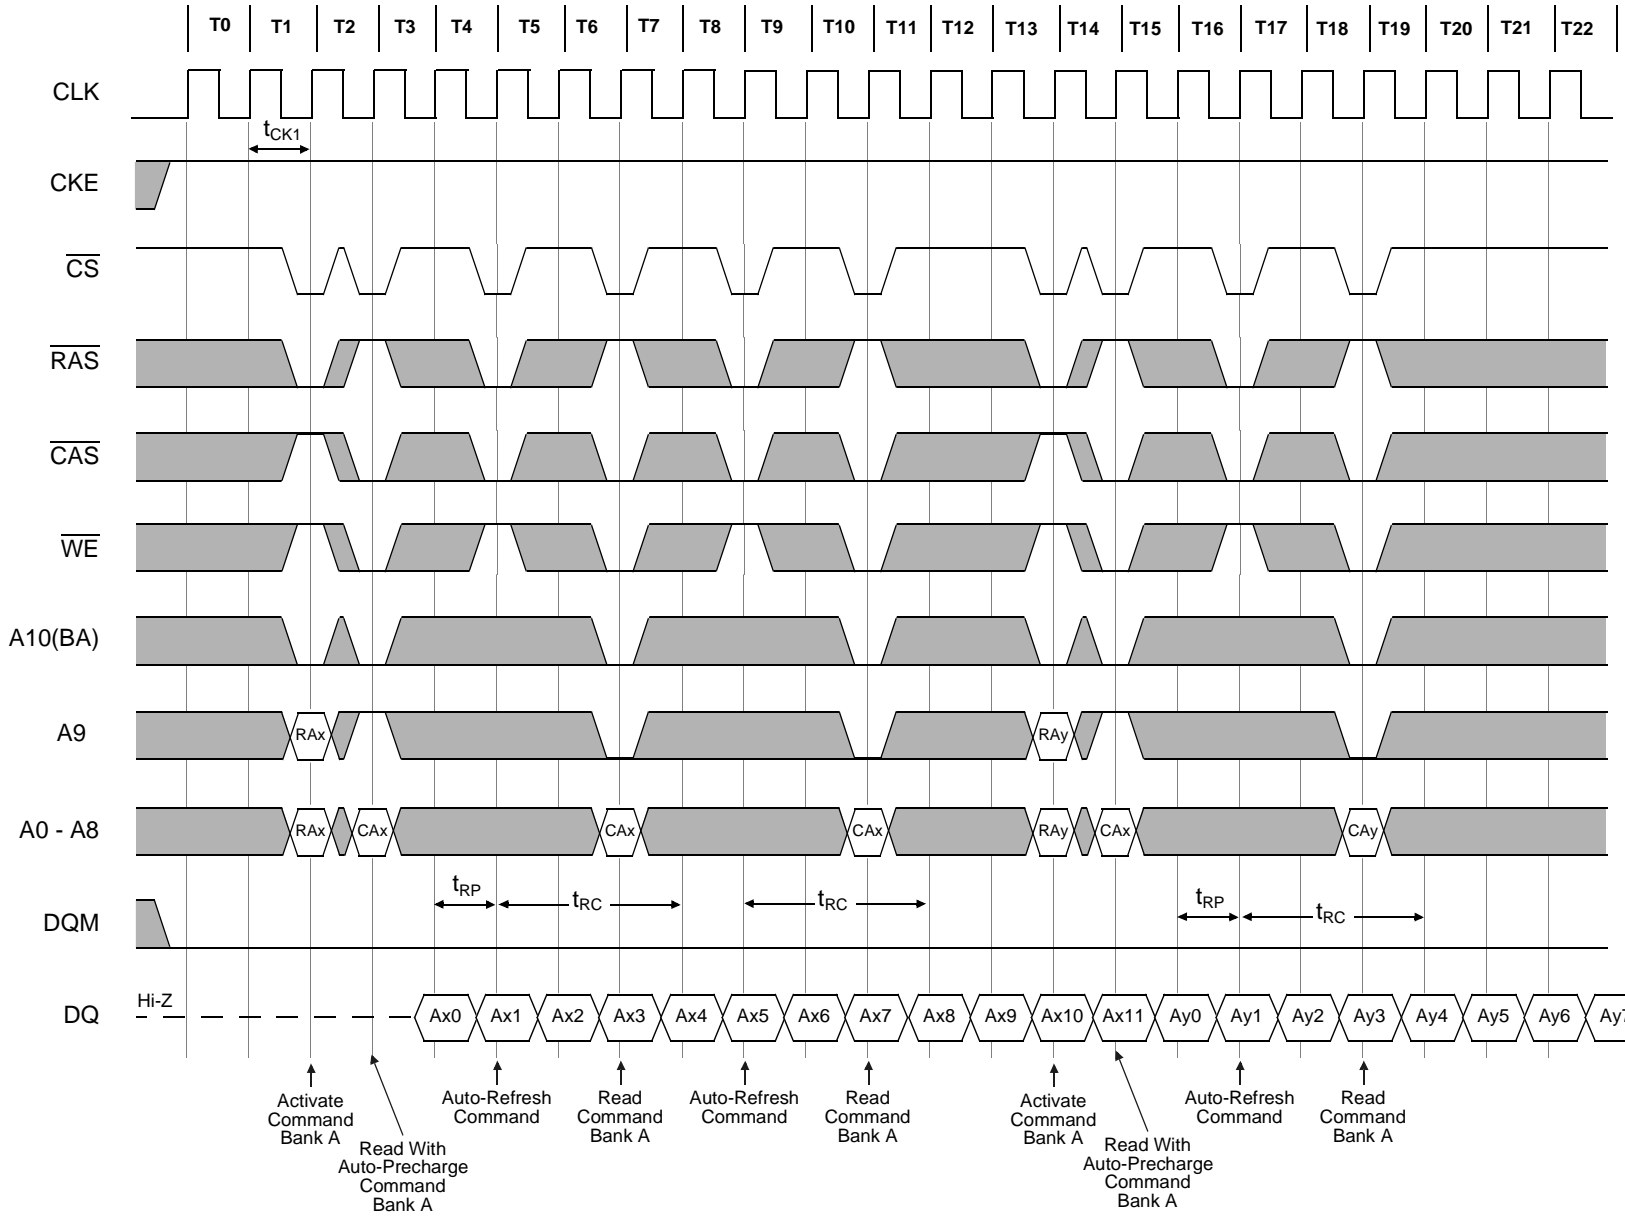 T0 T1 T2 T3 T4 T5 T6 T7 T8 T9 T10 T11 T12 T13 T14 T15 T16 T17 T18 T19 T20 T21 T22
CLK
tCK1
CKE
CS
RAS
CAS
WE
A10(BA)
A9
RAx RAy
A0 - A8
RAx CAx CAx CAx RAy CAx CAy
tRP tRC tRC tRP tRC
DQM
Hi-Z
DQ
Ax0 Ax1 Ax2 Ax3 Ax4 Ax5 Ax6 Ax7 Ax8 Ax9 Ax10 Ax11 Ay0 Ay1 Ay2 Ay3 Ay4 Ay5 Ay6 Ay7
Activate
Command
Bank A
Read With
Auto-Precharge
Command
Bank A
Auto-Refresh
Command
Read
Command
Bank A
Auto-Refresh
Command
Read
Command
Bank A
Activate
Command
Bank A
Read With
Auto-Precharge
Command
Bank A
Auto-Refresh
Command
Read
Command
Bank A